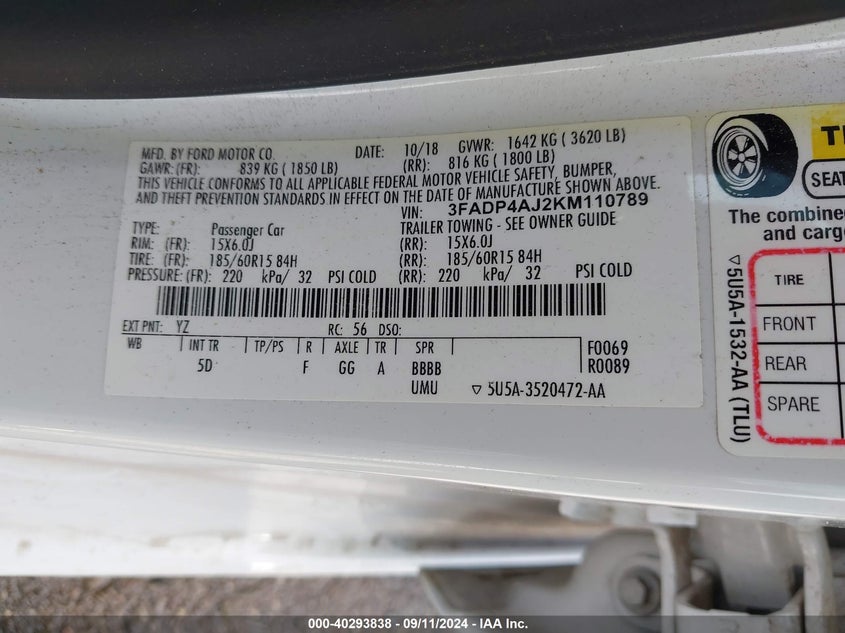 MFD. BY FORD MOTOR CO. DATE: 10/18 GVWR: 1642 KG ( 3620 LB)
GAWR: (FR): 839 KG ( 1850 LB) (RR): 816 KG ( 1800 LB)
THIS VEHICLE CONFORMS TO ALL APPLICABLE FEDERAL MOTOR VEHICLE SAFETY, BUMPER,
AND THEFT PREVENTION STANDARDS IN EFFECT ON THE DATE OF MANUFACTURE SHOWN ABOVE.
VIN: 3FADP4AJ2KM110789
TYPE: Passenger Car TRAILER TOWING - SEE OWNER GUIDE
RIM: (FR): 15X6.0J (RR): 15X6.0J
TIRE: (FR): 185/60R15 84H (RR): 185/60R15 84H
PRESSURE: (FR): 220 kPa/ 32 PSI COLD (RR): 220 kPa/ 32 PSI COLD
EXT PNT: YZ RC: 56 DSO:
WB INT TR TP/PS R AXLE TR SPR F0069
5D F GG A BBBB R0089
UMU ▽ 5U5A-3520472-AA
SEAT
The combined
and carg
TIRE
FRONT
REAR
SPARE
▽5U5A-1532-AA (TLU)
000-40293838 - 09/11/2024 - IAA Holdings, LLC.